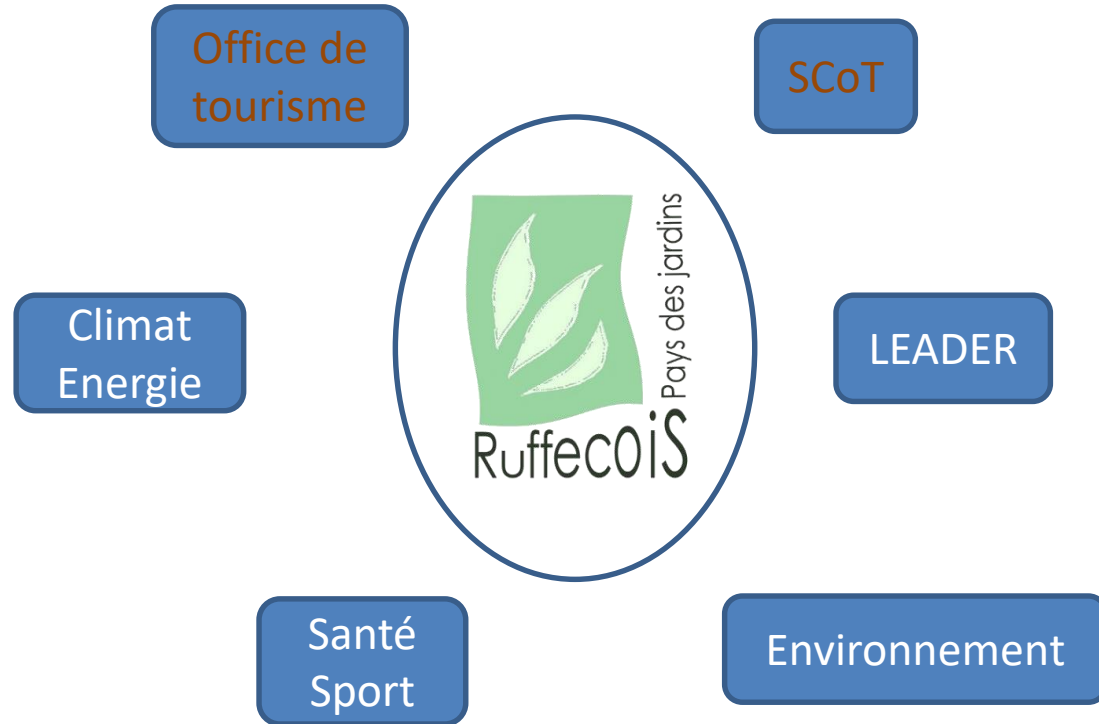 Office de
tourisme
SCoT
Pays des jardins
Ruffecois
Climat
Energie
LEADER
Santé
Sport
Environnement